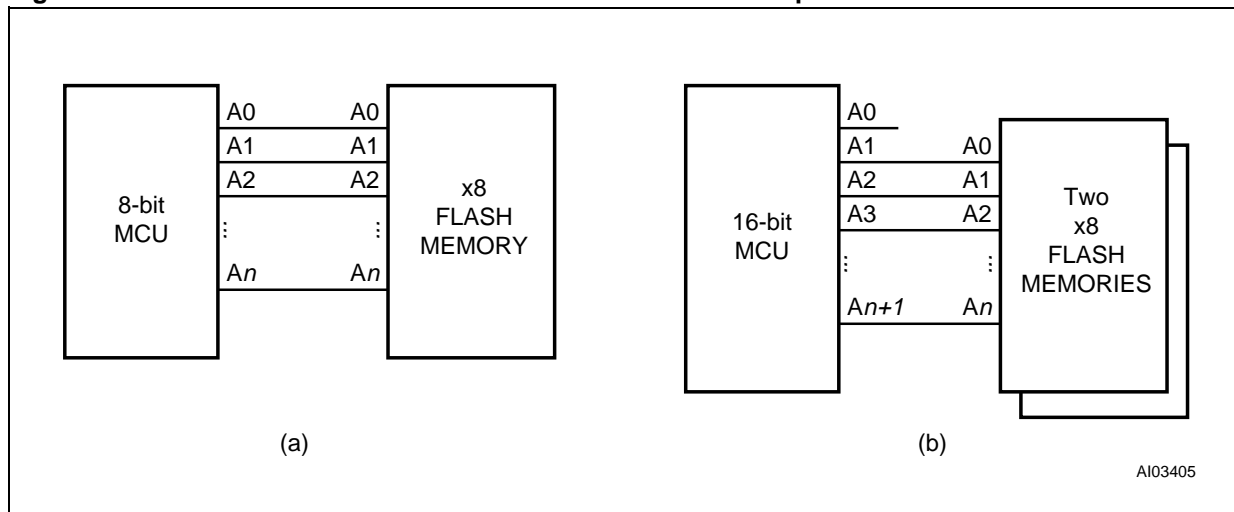 A0 A0
A1 A1
A2 A2
8-bit
MCU
x8
FLASH
MEMORY
An An
(a)
A0
A1 A0
A2 A1
A3 A2
16-bit
MCU
Two
x8
FLASH
MEMORIES
An+1 An
(b)
AI03405